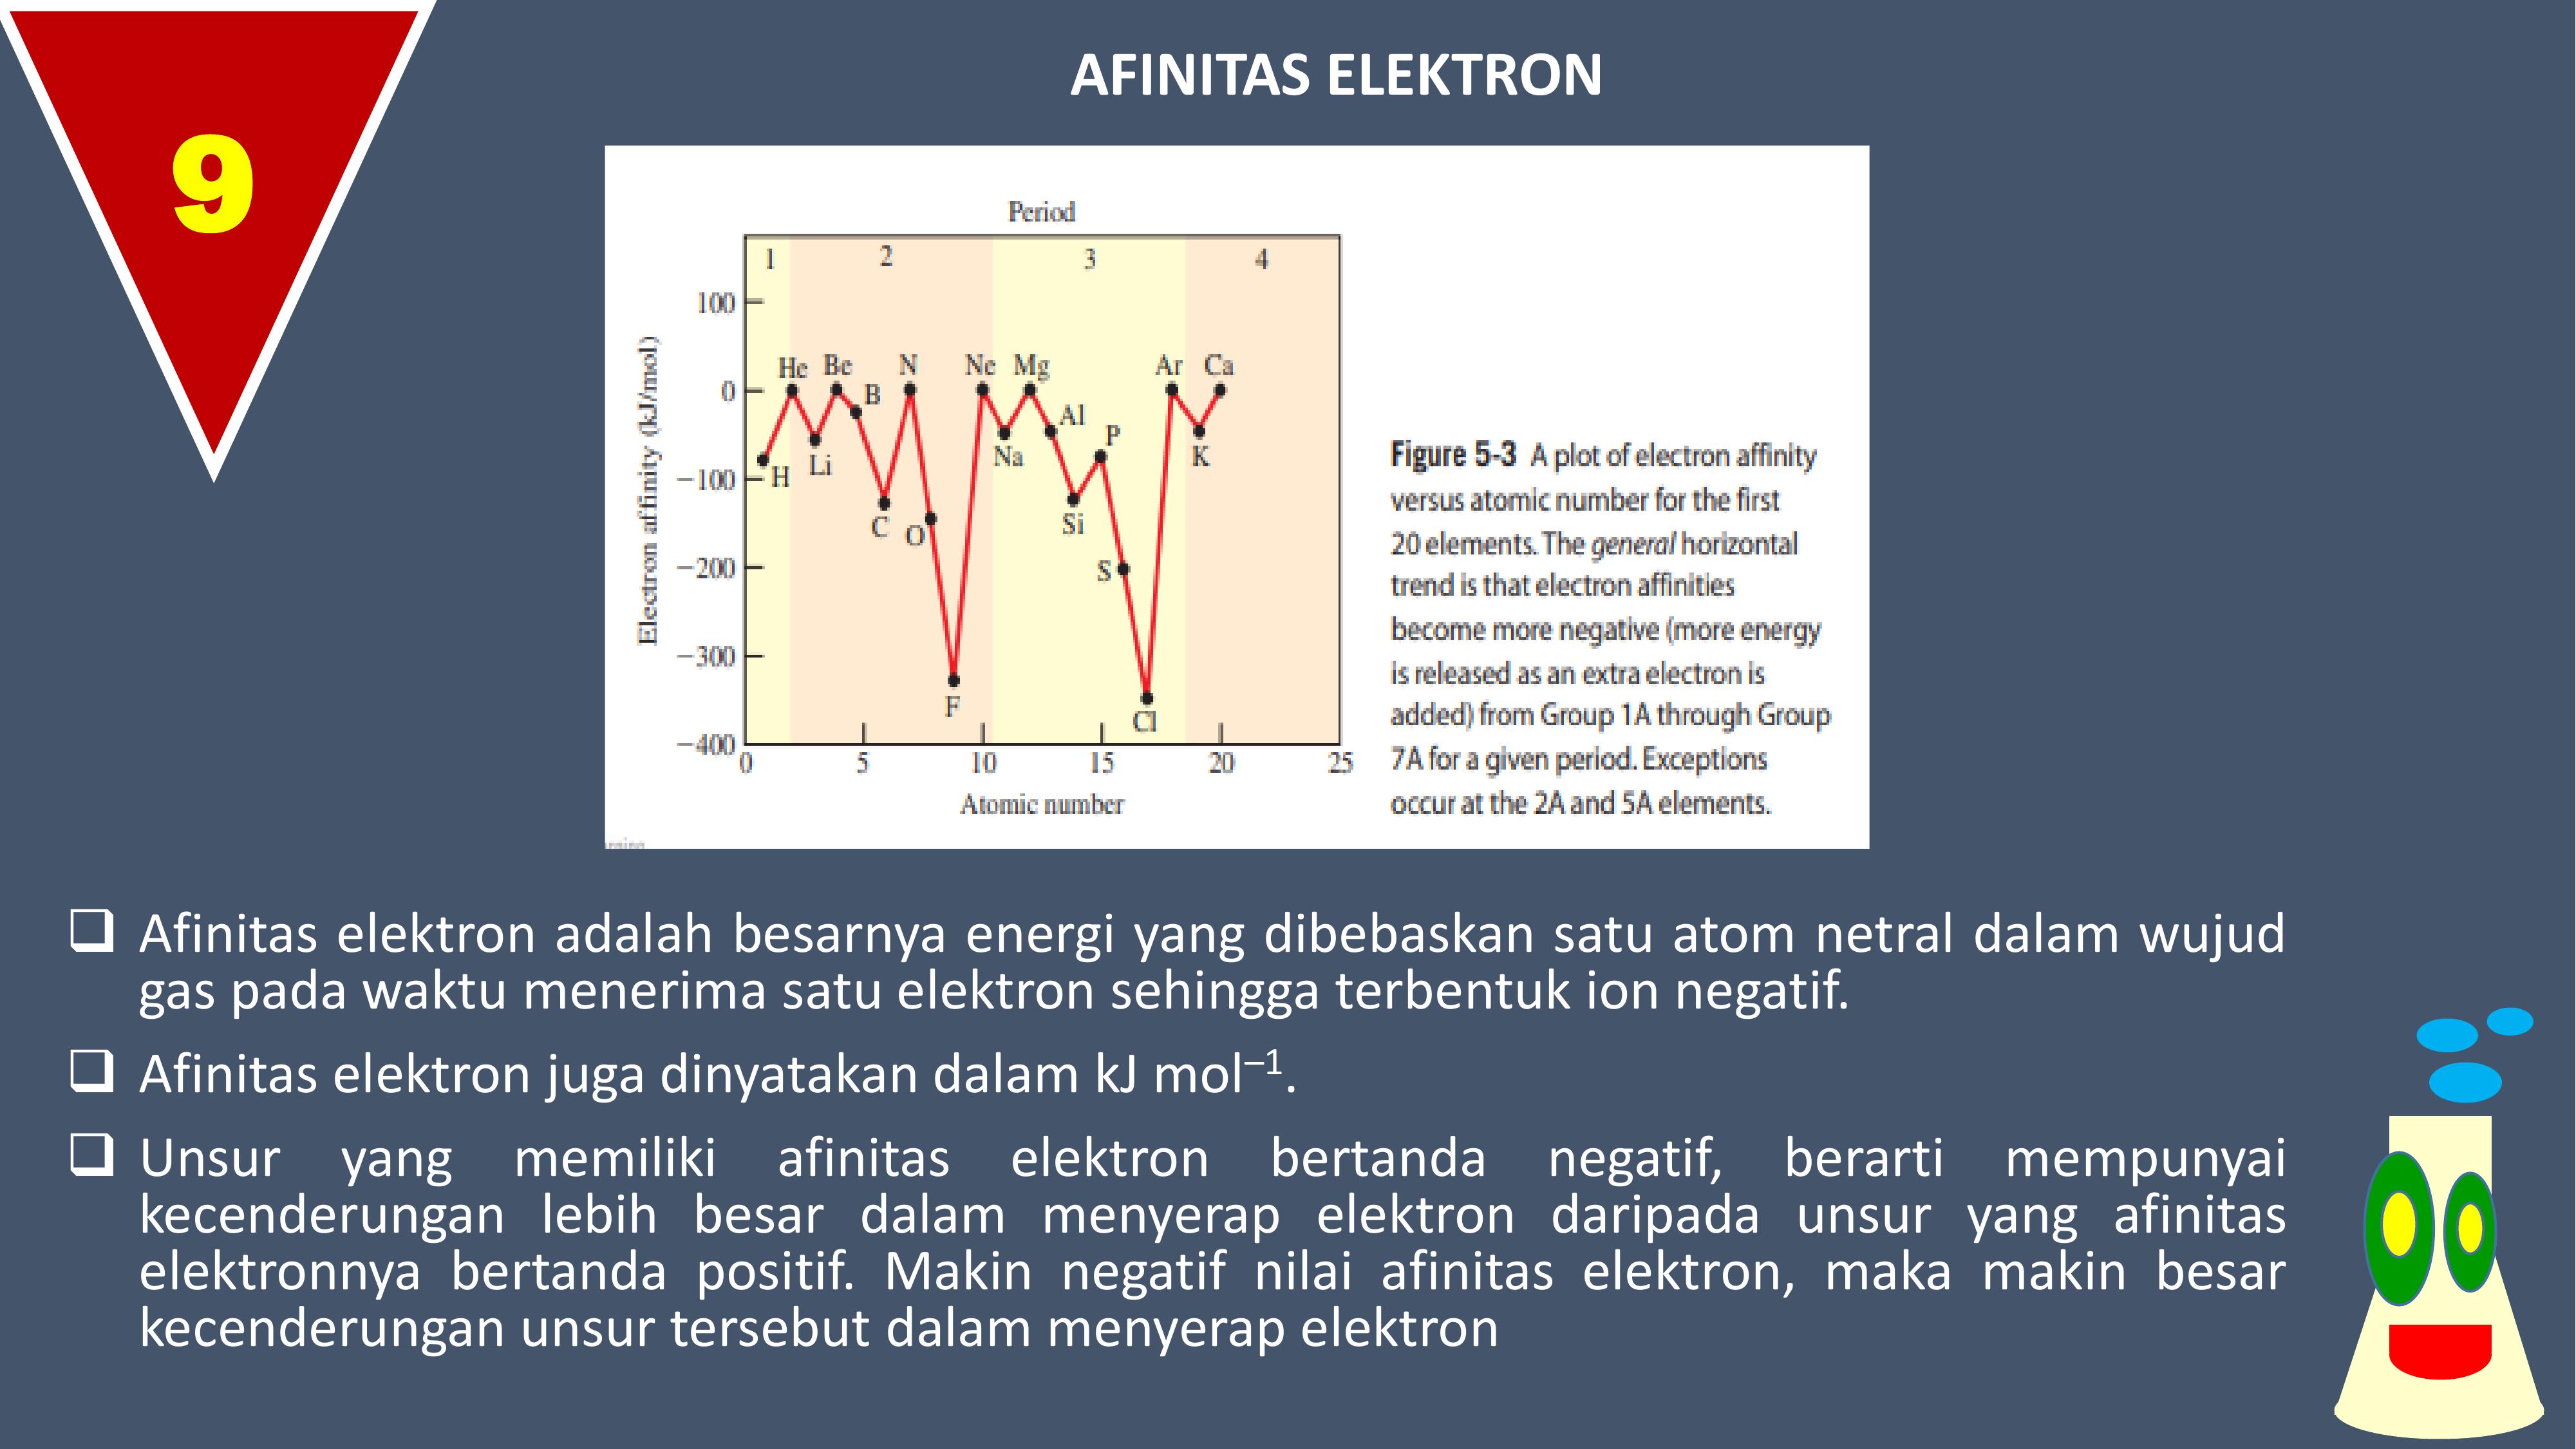 9
AFINITAS ELEKTRON
Period
1 2 3 4
Electron affinity (kJ/mol)
100
0
−100
−200
−300
−400
He Be N Ne Mg Ar Ca
B
Al
P
H
Li
Na
K
C
O
Si
S
F
Cl
0 5 10 15 20 25
Atomic number
Figure 5-3 A plot of electron affinity
versus atomic number for the first
20 elements. The general horizontal
trend is that electron affinities
become more negative (more energy
is released as an extra electron is
added) from Group 1A through Group
7A for a given period. Exceptions
occur at the 2A and 5A elements.
❑ Afinitas elektron adalah besarnya energi yang dibebaskan satu atom netral dalam wujud
gas pada waktu menerima satu elektron sehingga terbentuk ion negatif.
❑ Afinitas elektron juga dinyatakan dalam kJ mol⁻¹.
❑ Unsur yang memiliki afinitas elektron bertanda negatif, berarti mempunyai
kecenderungan lebih besar dalam menyerap elektron daripada unsur yang afinitas
elektronnya bertanda positif. Makin negatif nilai afinitas elektron, maka makin besar
kecenderungan unsur tersebut dalam menyerap elektron